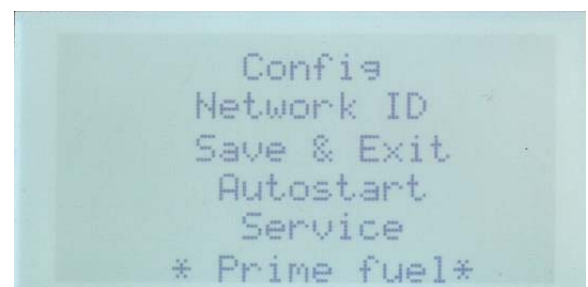 Config
Network ID
Save & Exit
Autostart
Service
* Prime fuel*